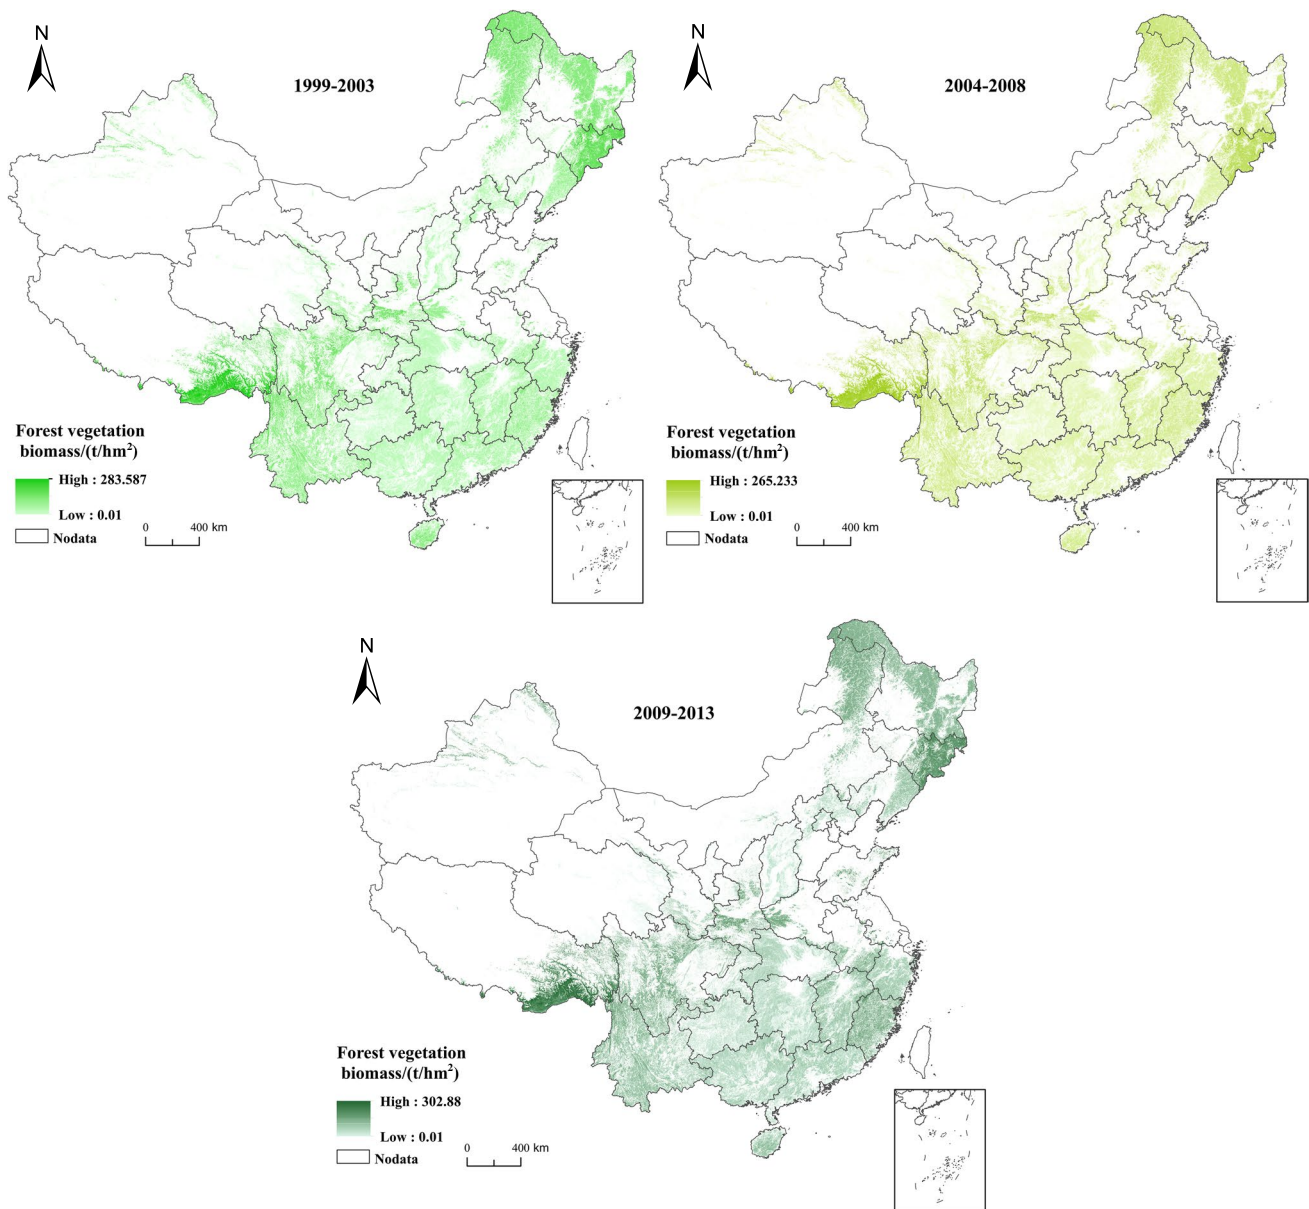 N
1999-2003
Forest vegetation
biomass/(t/hm²)
High : 283.587
Low : 0.01
Nodata
0 400 km
N
2004-2008
Forest vegetation
biomass/(t/hm²)
High : 265.233
Low : 0.01
Nodata
0 400 km
N
2009-2013
Forest vegetation
biomass/(t/hm²)
High : 302.88
Low : 0.01
Nodata
0 400 km